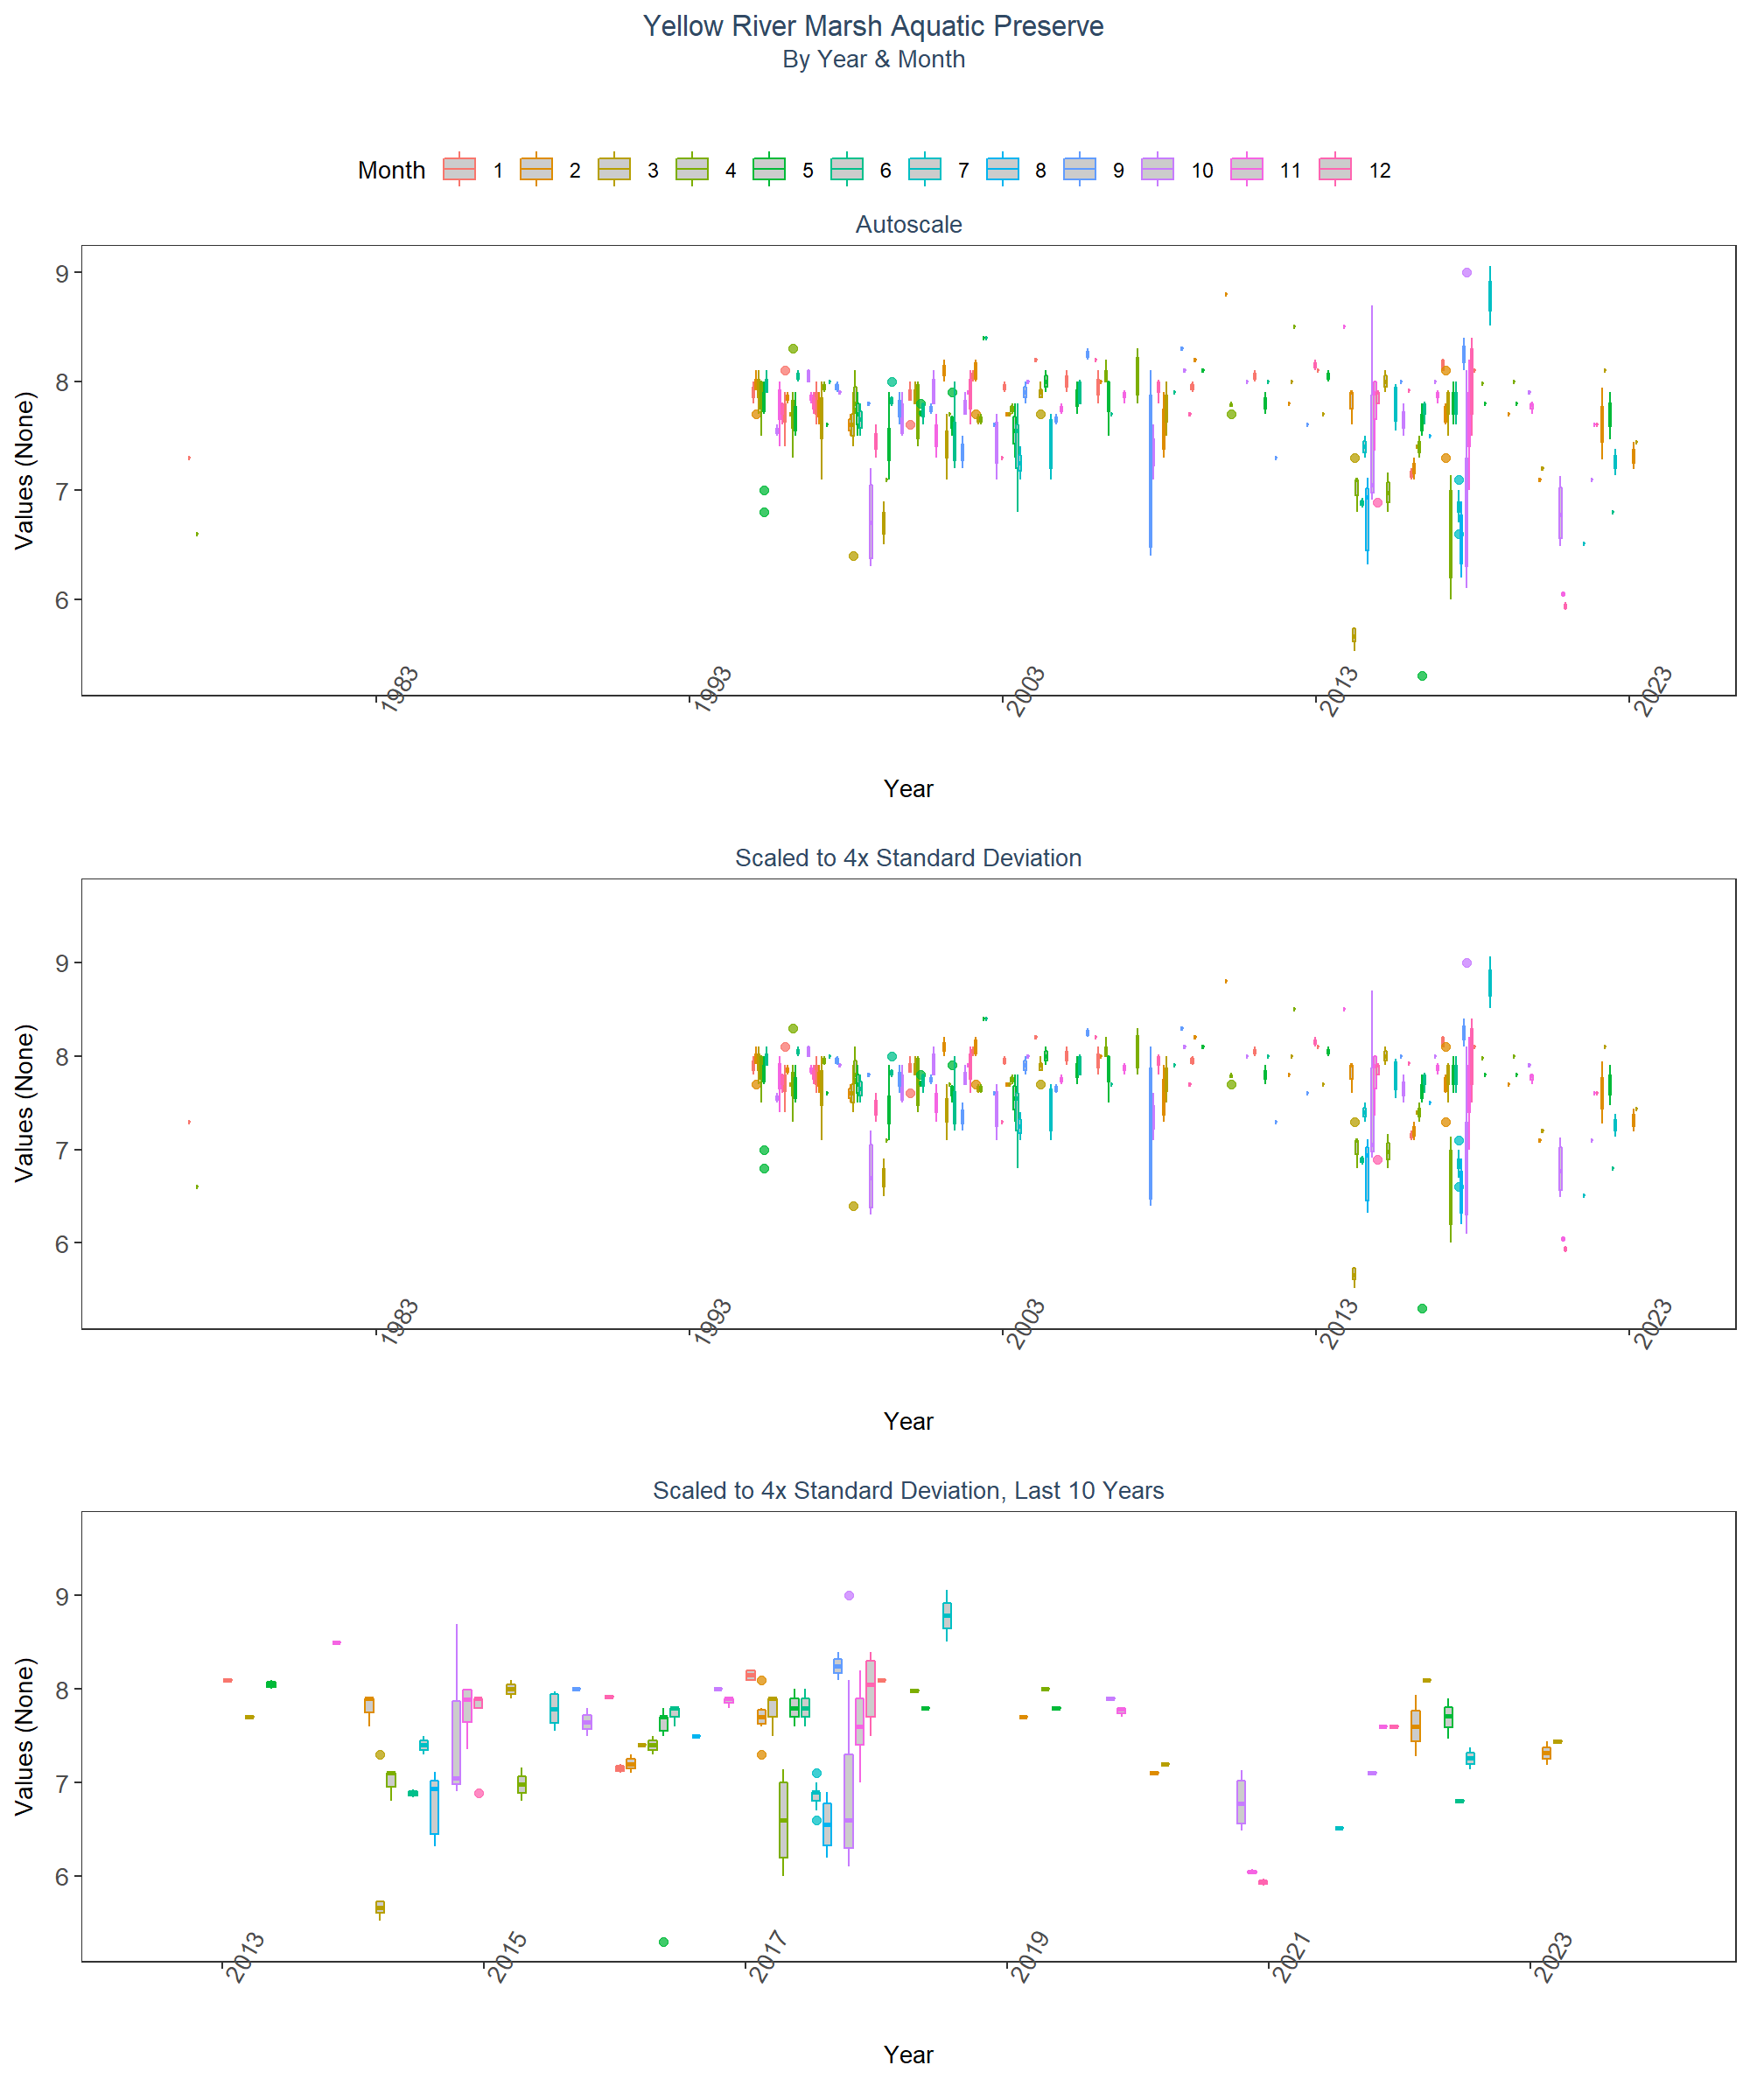 Yellow River Marsh Aquatic Preserve
By Year & Month
Month 1 2 3 4 5 6 7 8 9 10 11 12
Autoscale
Values (None)
9
8
7
6
1983 1993 2003 2013 2023
Year
Scaled to 4x Standard Deviation
Values (None)
9
8
7
6
1983 1993 2003 2013 2023
Year
Scaled to 4x Standard Deviation, Last 10 Years
Values (None)
9
8
7
6
2013 2015 2017 2019 2021 2023
Year